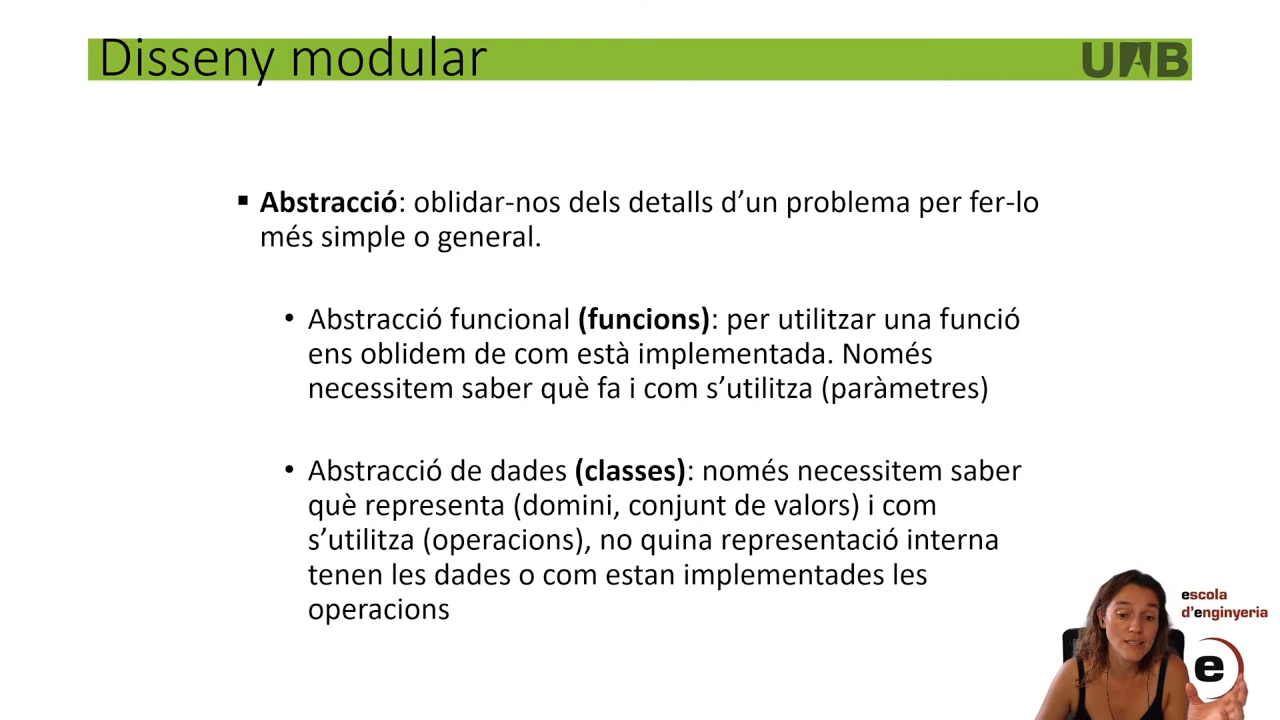 Disseny modular
UAB
▪ Abstracció: oblidar-nos dels detalls d’un problema per fer-lo
més simple o general.
• Abstracció funcional (funcions): per utilitzar una funció
ens oblidem de com està implementada. Només
necessitem saber què fa i com s’utilitza (paràmetres)
• Abstracció de dades (classes): només necessitem saber
què representa (domini, conjunt de valors) i com
s’utilitza (operacions), no quina representació interna
tenen les dades o com estan implementades les
operacions
escola
d’enginyeria
e